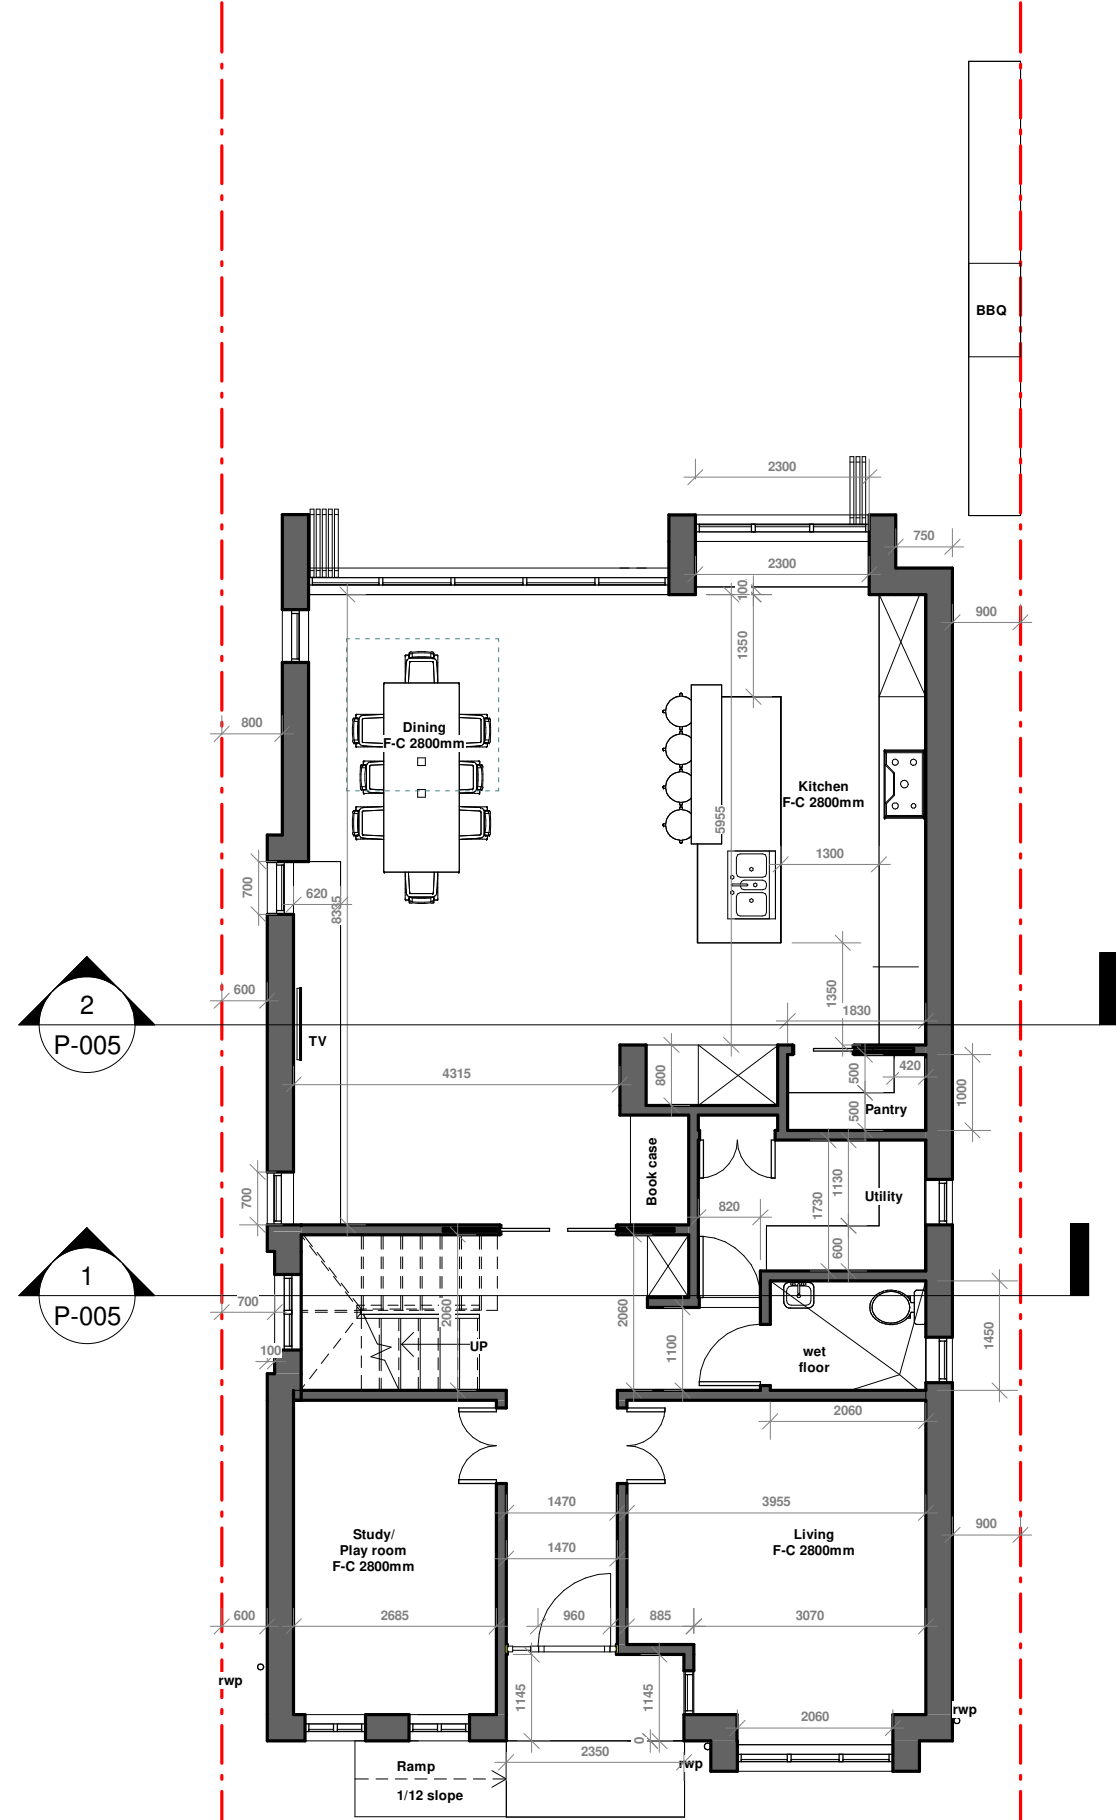 BBQ
2300
750
2300
100
900
1350
800
Dining
F-C 2800mm
Kitchen
F-C 2800mm
5955
1300
700
620
8335
2
P-005
600
1350
1830
TV
4315
800
500
420
1000
500
Pantry
Book case
700
820
1730
1130
Utility
600
1
P-005
700
2060
2060
UP
1100
wet
floor
1450
100
2060
1470
3955
Study/
Play room
F-C 2800mm
1470
Living
F-C 2800mm
900
600
2685
960
885
3070
rwp
1145
1145
2060
rwp
0
2350
rwp
Ramp
1/12 slope